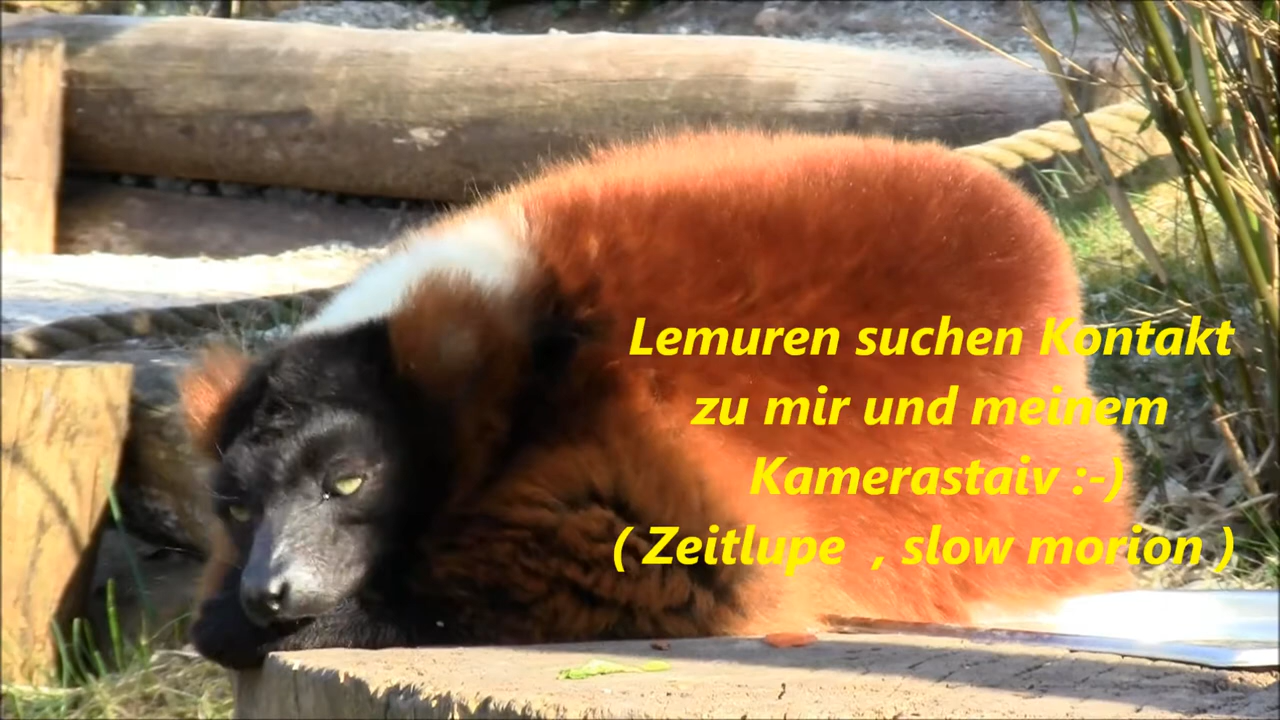 Lemuren suchen Kontakt
zu mir und meinem
Kamerastaiv :-)
( Zeitlupe , slow morion )